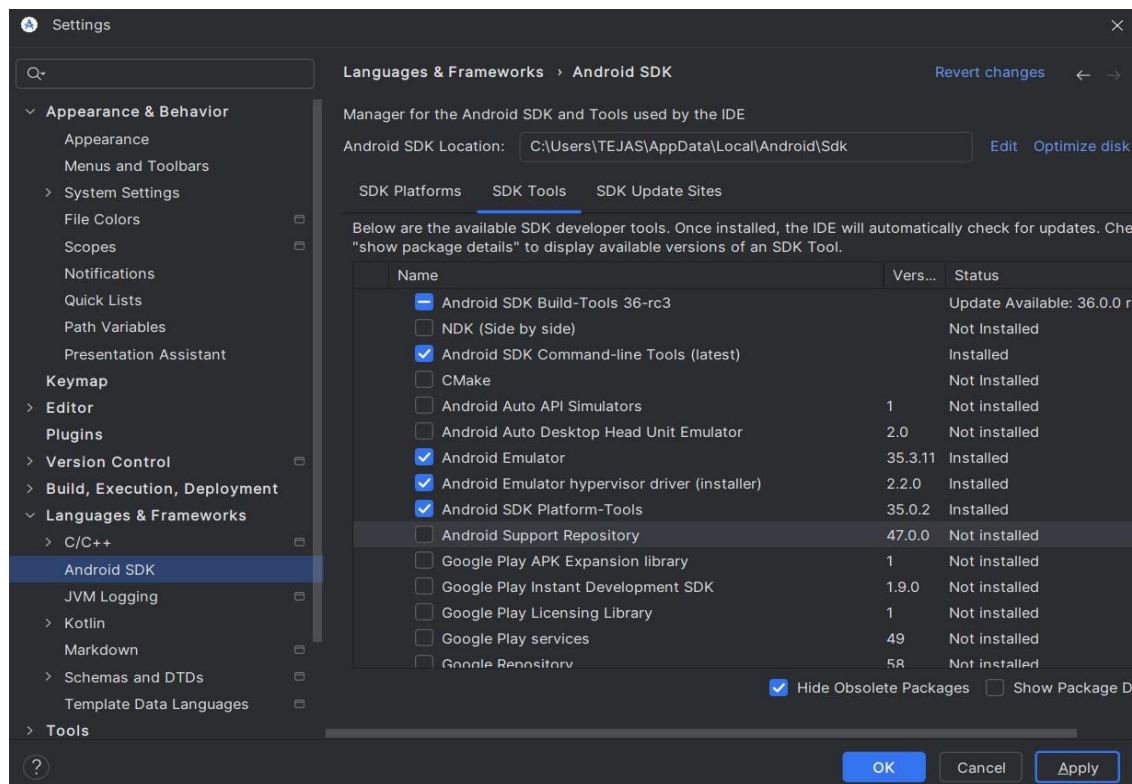 Settings
Languages & Frameworks › Android SDK
Revert changes
Manager for the Android SDK and Tools used by the IDE
Android SDK Location: C:\Users\TEJAS\AppData\Local\Android\Sdk Edit Optimize disk
SDK Platforms SDK Tools SDK Update Sites
Below are the available SDK developer tools. Once installed, the IDE will automatically check for updates. Che
"show package details" to display available versions of an SDK Tool.
Name Vers... Status
Android SDK Build-Tools 36-rc3 Update Available: 36.0.0 r
NDK (Side by side) Not Installed
Android SDK Command-line Tools (latest) Installed
CMake Not Installed
Android Auto API Simulators 1 Not installed
Android Auto Desktop Head Unit Emulator 2.0 Not installed
Android Emulator 35.3.11 Installed
Android Emulator hypervisor driver (installer) 2.2.0 Installed
Android SDK Platform-Tools 35.0.2 Installed
Android Support Repository 47.0.0 Not installed
Google Play APK Expansion library 1 Not installed
Google Play Instant Development SDK 1.9.0 Not installed
Google Play Licensing Library 1 Not installed
Google Play services 49 Not installed
Google Repository 58 Not installed
Hide Obsolete Packages Show Package D
Appearance & Behavior
Appearance
Menus and Toolbars
System Settings
File Colors
Scopes
Notifications
Quick Lists
Path Variables
Presentation Assistant
Keymap
Editor
Plugins
Version Control
Build, Execution, Deployment
Languages & Frameworks
C/C++
Android SDK
JVM Logging
Kotlin
Markdown
Schemas and DTDs
Template Data Languages
Tools
?
OK Cancel Apply